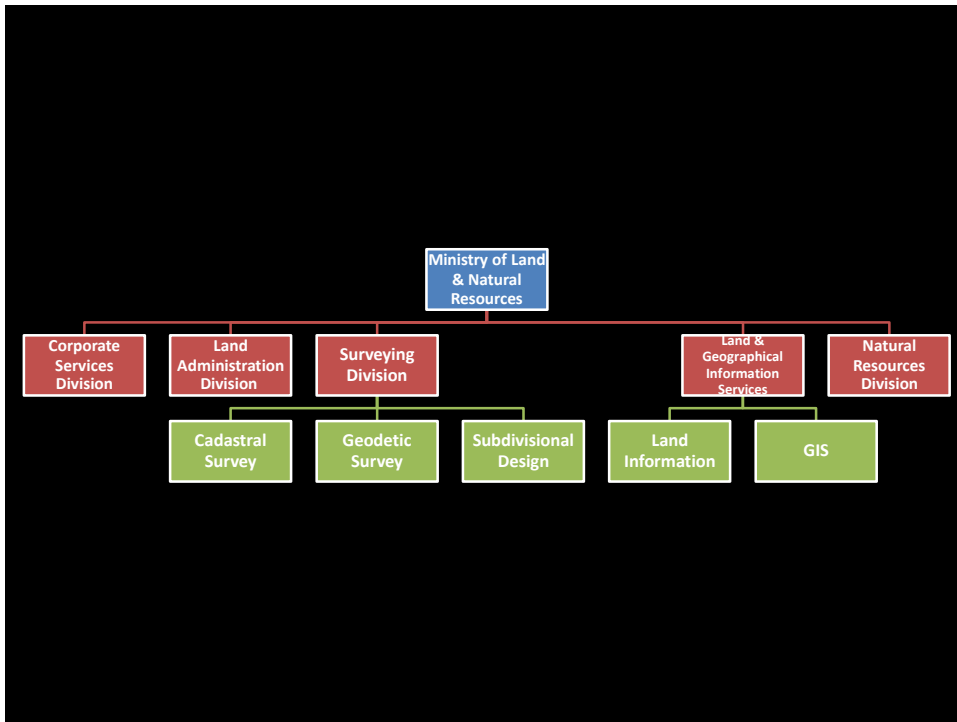 Ministry of Land
& Natural
Resources
Corporate
Services
Division
Land
Administration
Division
Surveying
Division
Land &
Geographical
Information
Services
Natural
Resources
Division
Cadastral
Survey
Geodetic
Survey
Subdivisional
Design
Land
Information
GIS